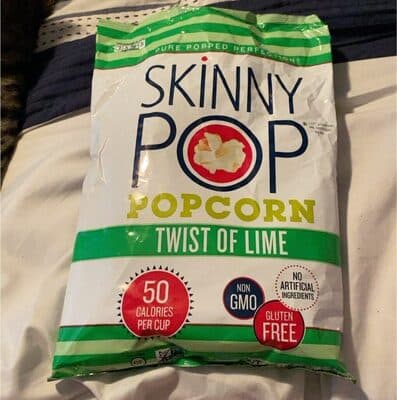 PURE POPPED PERFECTION
SKINNY
POP
POPCORN
TWIST OF LIME
50
CALORIES
PER CUP
NON
GMO
NO
ARTIFICIAL
INGREDIENTS
GLUTEN
FREE